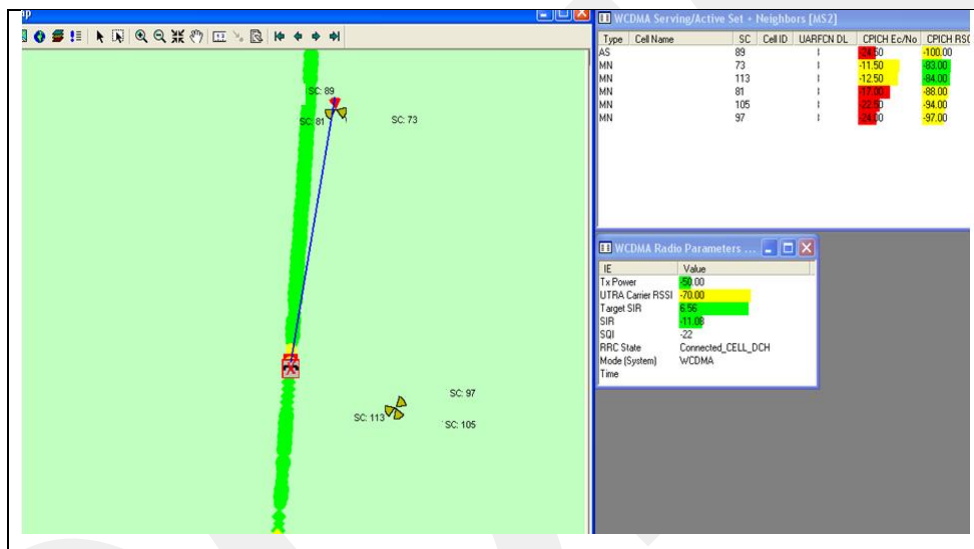 WCDMA Serving/Active Set + Neighbors [MS2]
Type Cell Name SC Cell ID UARFCN DL CPICH Ec/No CPICH RSC
AS 89 -24.50 -100.00
MN 73 -11.50 -83.00
MN 113 -12.50 -84.00
MN 81 -17.00 -88.00
MN 105 -22.50 -94.00
MN 97 -24.00 -97.00
SC: 89
SC: 81
SC: 73
SC: 97
SC: 113
SC: 105
WCDMA Radio Parameters ...
IE Value
Tx Power -50.00
UTRA Carrier RSSI -70.00
Target SIR 6.56
SIR -11.08
SQI -22
RRC State Connected_CELL_DCH
Mode (System) WCDMA
Time